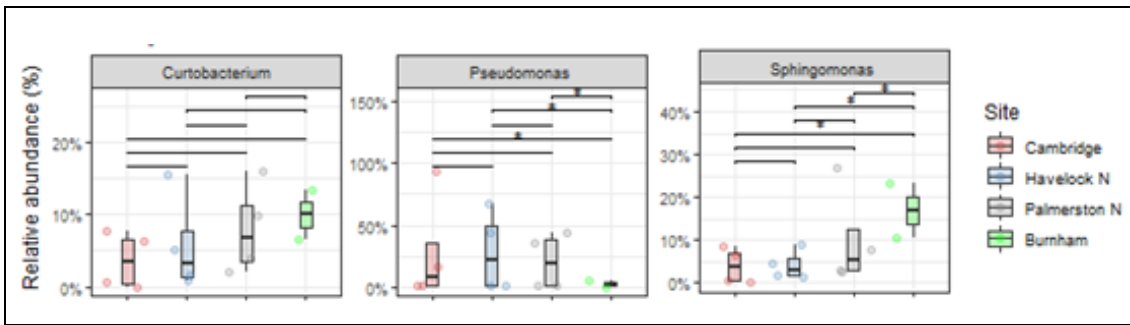 Relative abundance (%)
Curtobacterium
20%
10%
0%
Pseudomonas
150%
100%
50%
0%
*
*
*
Sphingomonas
40%
30%
20%
10%
0%
*
*
*
Site
Cambridge
Havelock N
Palmerston N
Burnham